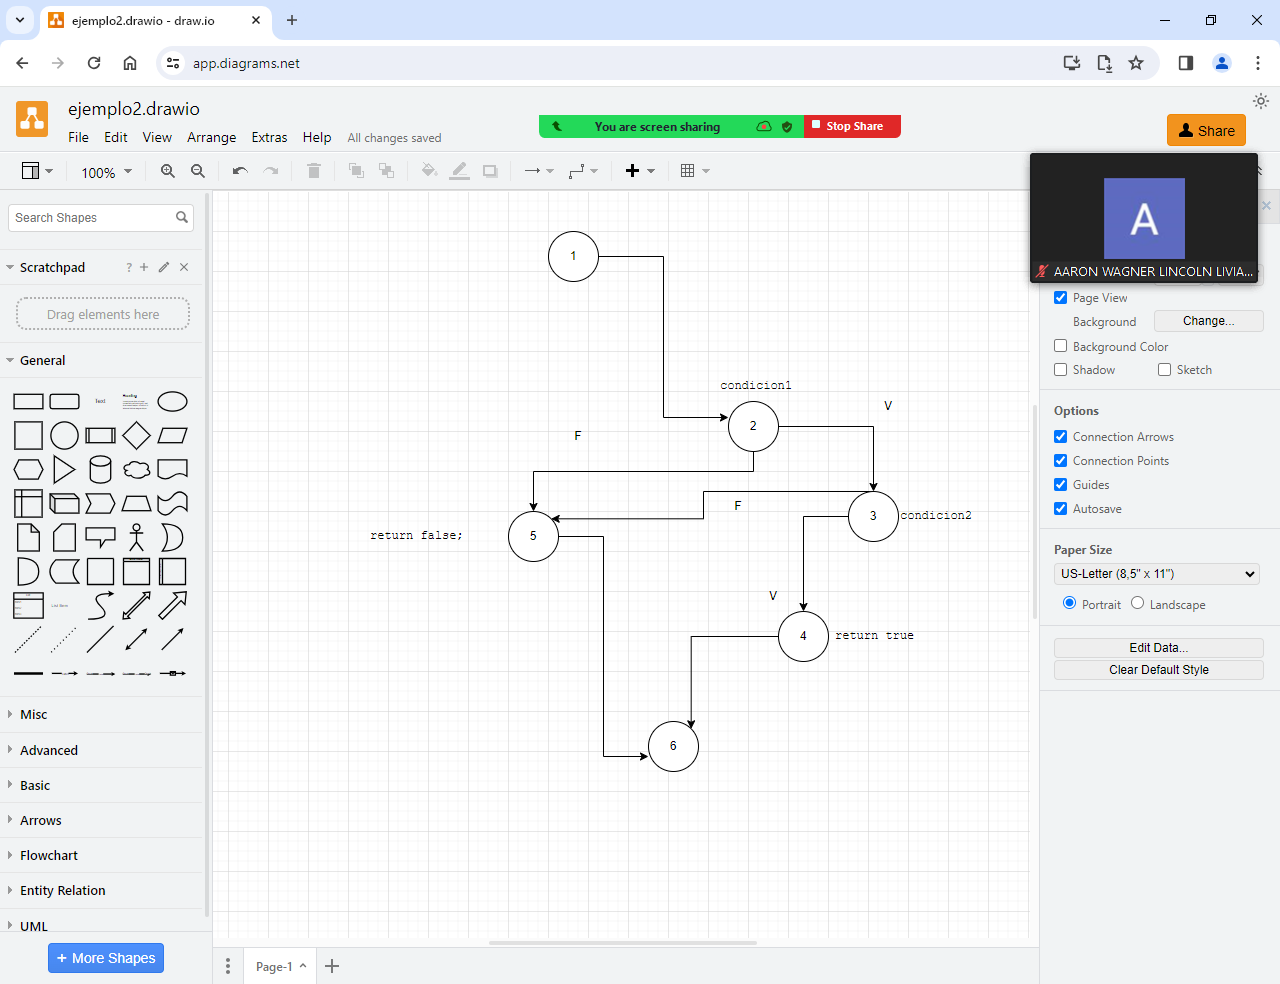 ejemplo2.drawio - draw.io
app.diagrams.net
ejemplo2.drawio
File Edit View Arrange Extras Help All changes saved
You are screen sharing Stop Share
Share
100%
A
AARON WAGNER LINCOLN LIVIA...
Search Shapes
Scratchpad
?
Drag elements here
General
Text
Heading
List Item
Misc
Advanced
Basic
Arrows
Flowchart
Entity Relation
UML
+ More Shapes
1
condicion1
V
2
F
F
3
condicion2
return false;
5
V
4
return true
6
Page View
Background
Change...
Background Color
Shadow
Sketch
Options
Connection Arrows
Connection Points
Guides
Autosave
Paper Size
US-Letter (8,5" x 11")
Portrait
Landscape
Edit Data...
Clear Default Style
Page-1